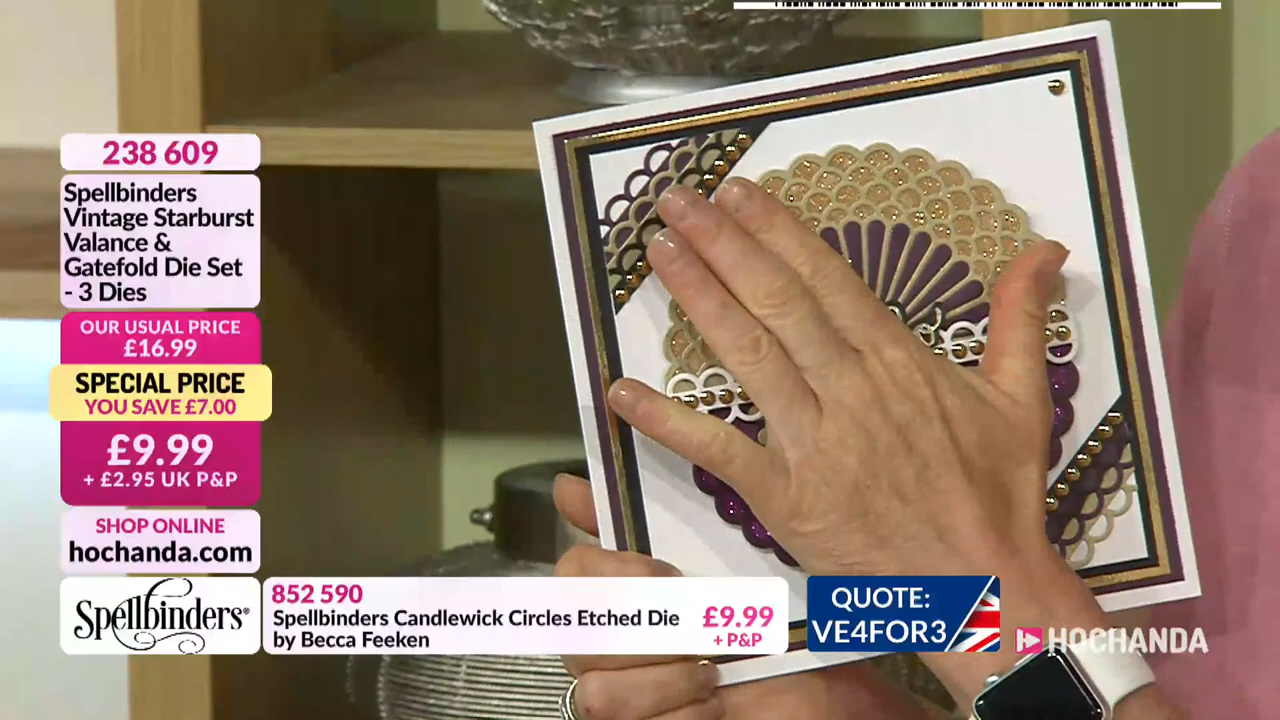 238 609
Spellbinders
Vintage Starburst
Valance &
Gatefold Die Set
- 3 Dies
OUR USUAL PRICE
£16.99
SPECIAL PRICE
YOU SAVE £7.00
£9.99
+ £2.95 UK P&P
SHOP ONLINE
hochanda.com
Spellbinders®
852 590
Spellbinders Candlewick Circles Etched Die
by Becca Feeken
£9.99
+ P&P
QUOTE:
VE4FOR3
HOCHANDA